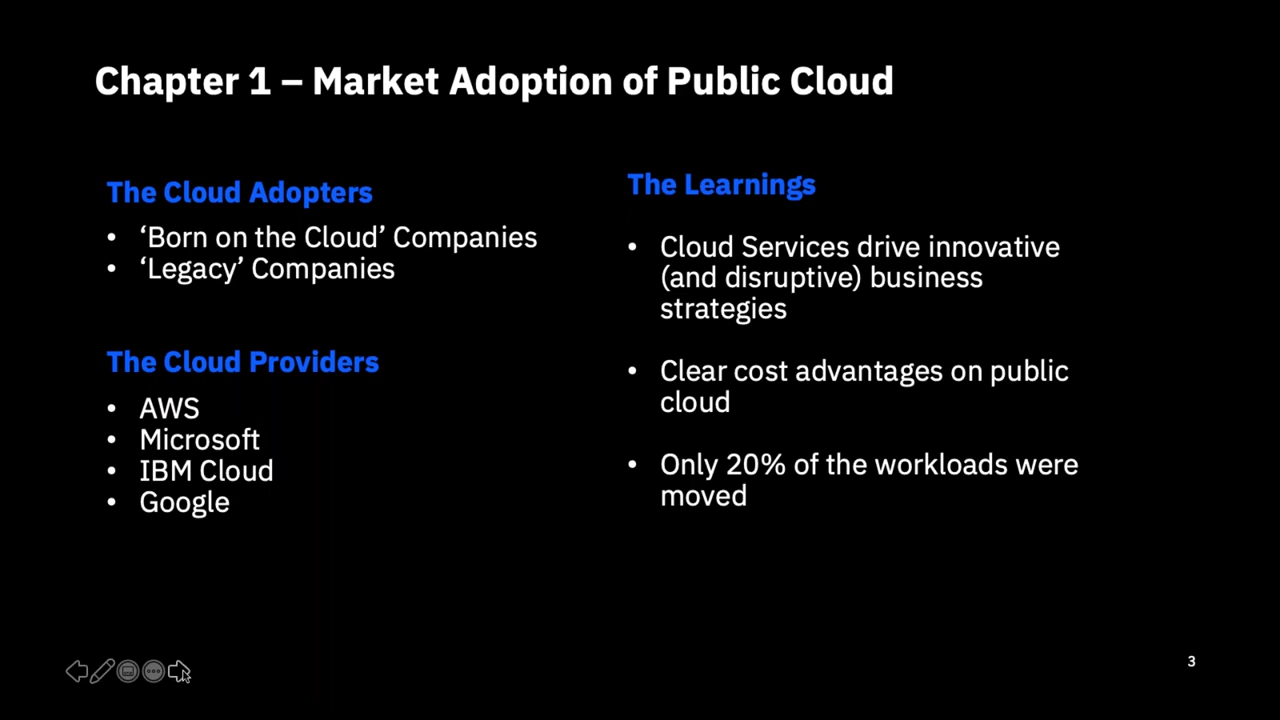 Chapter 1 – Market Adoption of Public Cloud
The Cloud Adopters
• ‘Born on the Cloud’ Companies
• ‘Legacy’ Companies
The Cloud Providers
• AWS
• Microsoft
• IBM Cloud
• Google
The Learnings
• Cloud Services drive innovative
(and disruptive) business
strategies
• Clear cost advantages on public
cloud
• Only 20% of the workloads were
moved
3